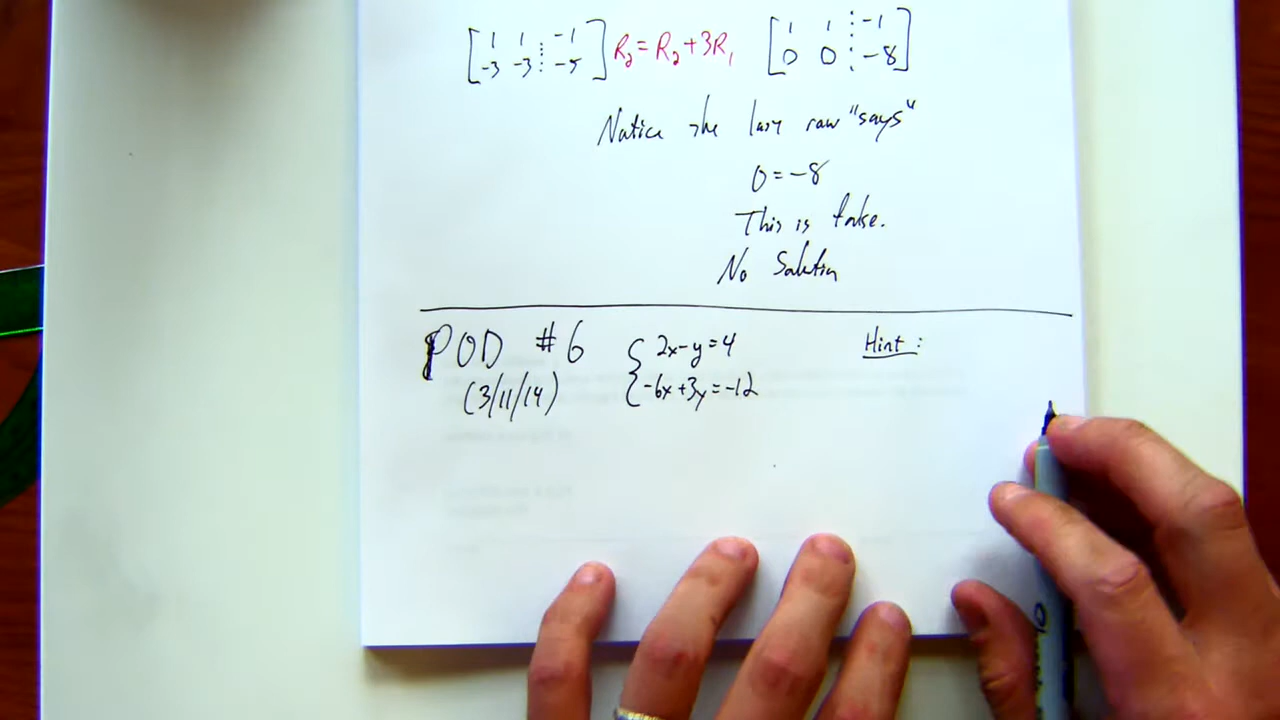 [1 1 ⋮ -1
-3 -3 ⋮ -5] R₂=R₂+3R₁ [1 1 ⋮ -1
0 0 ⋮ -8]
Notice the last row "says"
0=-8
This is false.
No Solution
POD #6 { 2x-y=4 Hint:
(3/11/14) { -6x+3y=-12